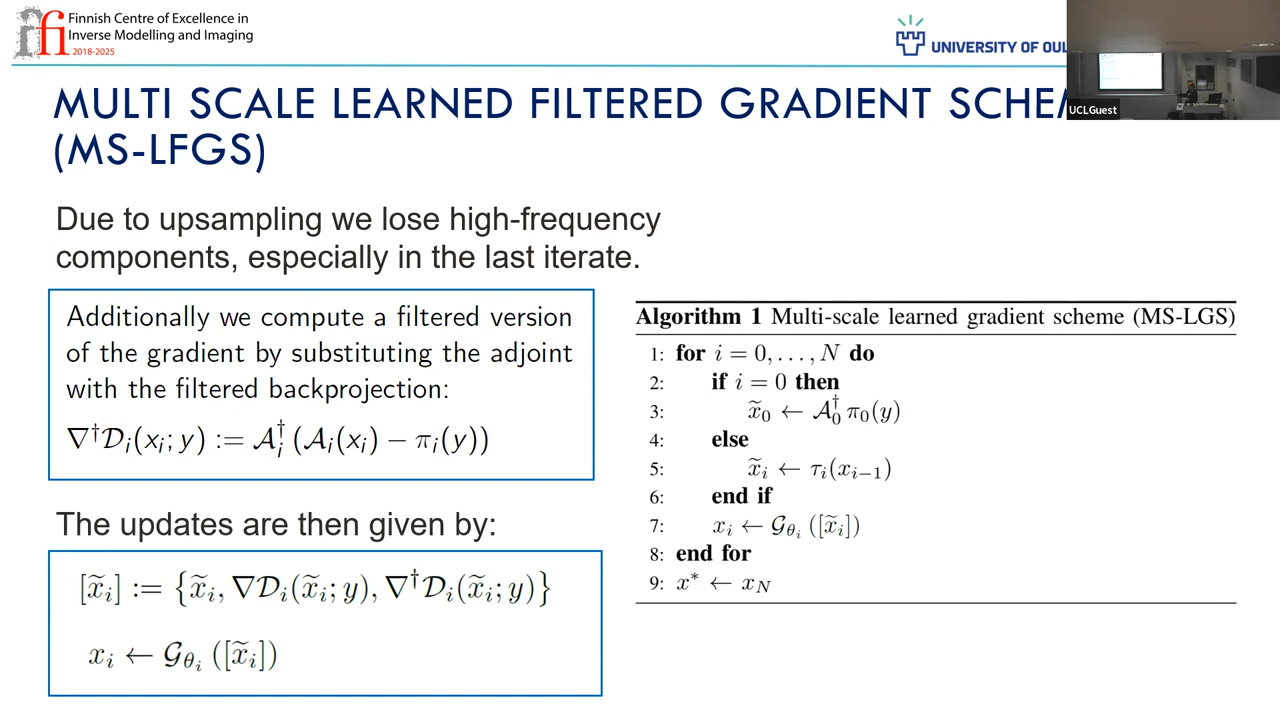 Finnish Centre of Excellence in
Inverse Modelling and Imaging
2018-2025
UNIVERSITY OF OUL
UCLGuest
MULTI SCALE LEARNED FILTERED GRADIENT SCHEM
(MS-LFGS)
Due to upsampling we lose high-frequency
components, especially in the last iterate.
Additionally we compute a filtered version
of the gradient by substituting the adjoint
with the filtered backprojection:
∇†𝒟ᵢ(xᵢ; y) := 𝒜ᵢ† (𝒜ᵢ(xᵢ) − πᵢ(y))
The updates are then given by:
[x̃ᵢ] := {x̃ᵢ, ∇𝒟ᵢ(x̃ᵢ; y), ∇†𝒟ᵢ(x̃ᵢ; y)}
xᵢ ← 𝒢_θᵢ ([x̃ᵢ])
Algorithm 1 Multi-scale learned gradient scheme (MS-LGS)
1: for i = 0, . . . , N do
2: if i = 0 then
3: x̃₀ ← 𝒜₀† π₀(y)
4: else
5: x̃ᵢ ← τᵢ(xᵢ₋₁)
6: end if
7: xᵢ ← 𝒢_θᵢ ([x̃ᵢ])
8: end for
9: x* ← x_N